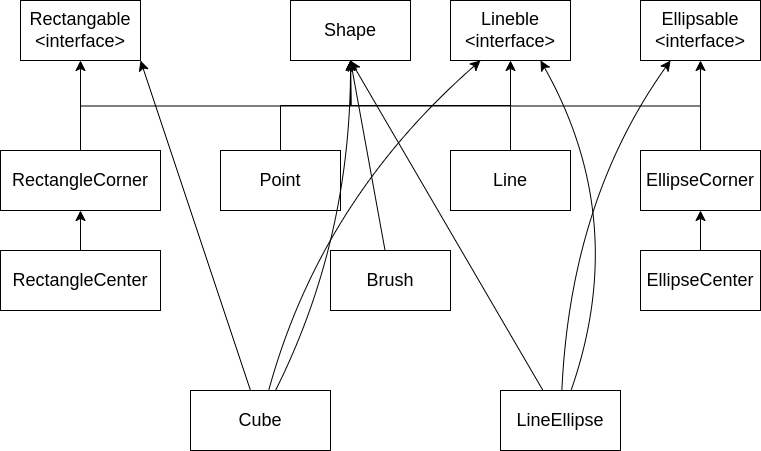 Rectangable
<interface>
Shape
Lineble
<interface>
Ellipsable
<interface>
RectangleCorner
Point
Line
EllipseCorner
RectangleCenter
Brush
EllipseCenter
Cube
LineEllipse